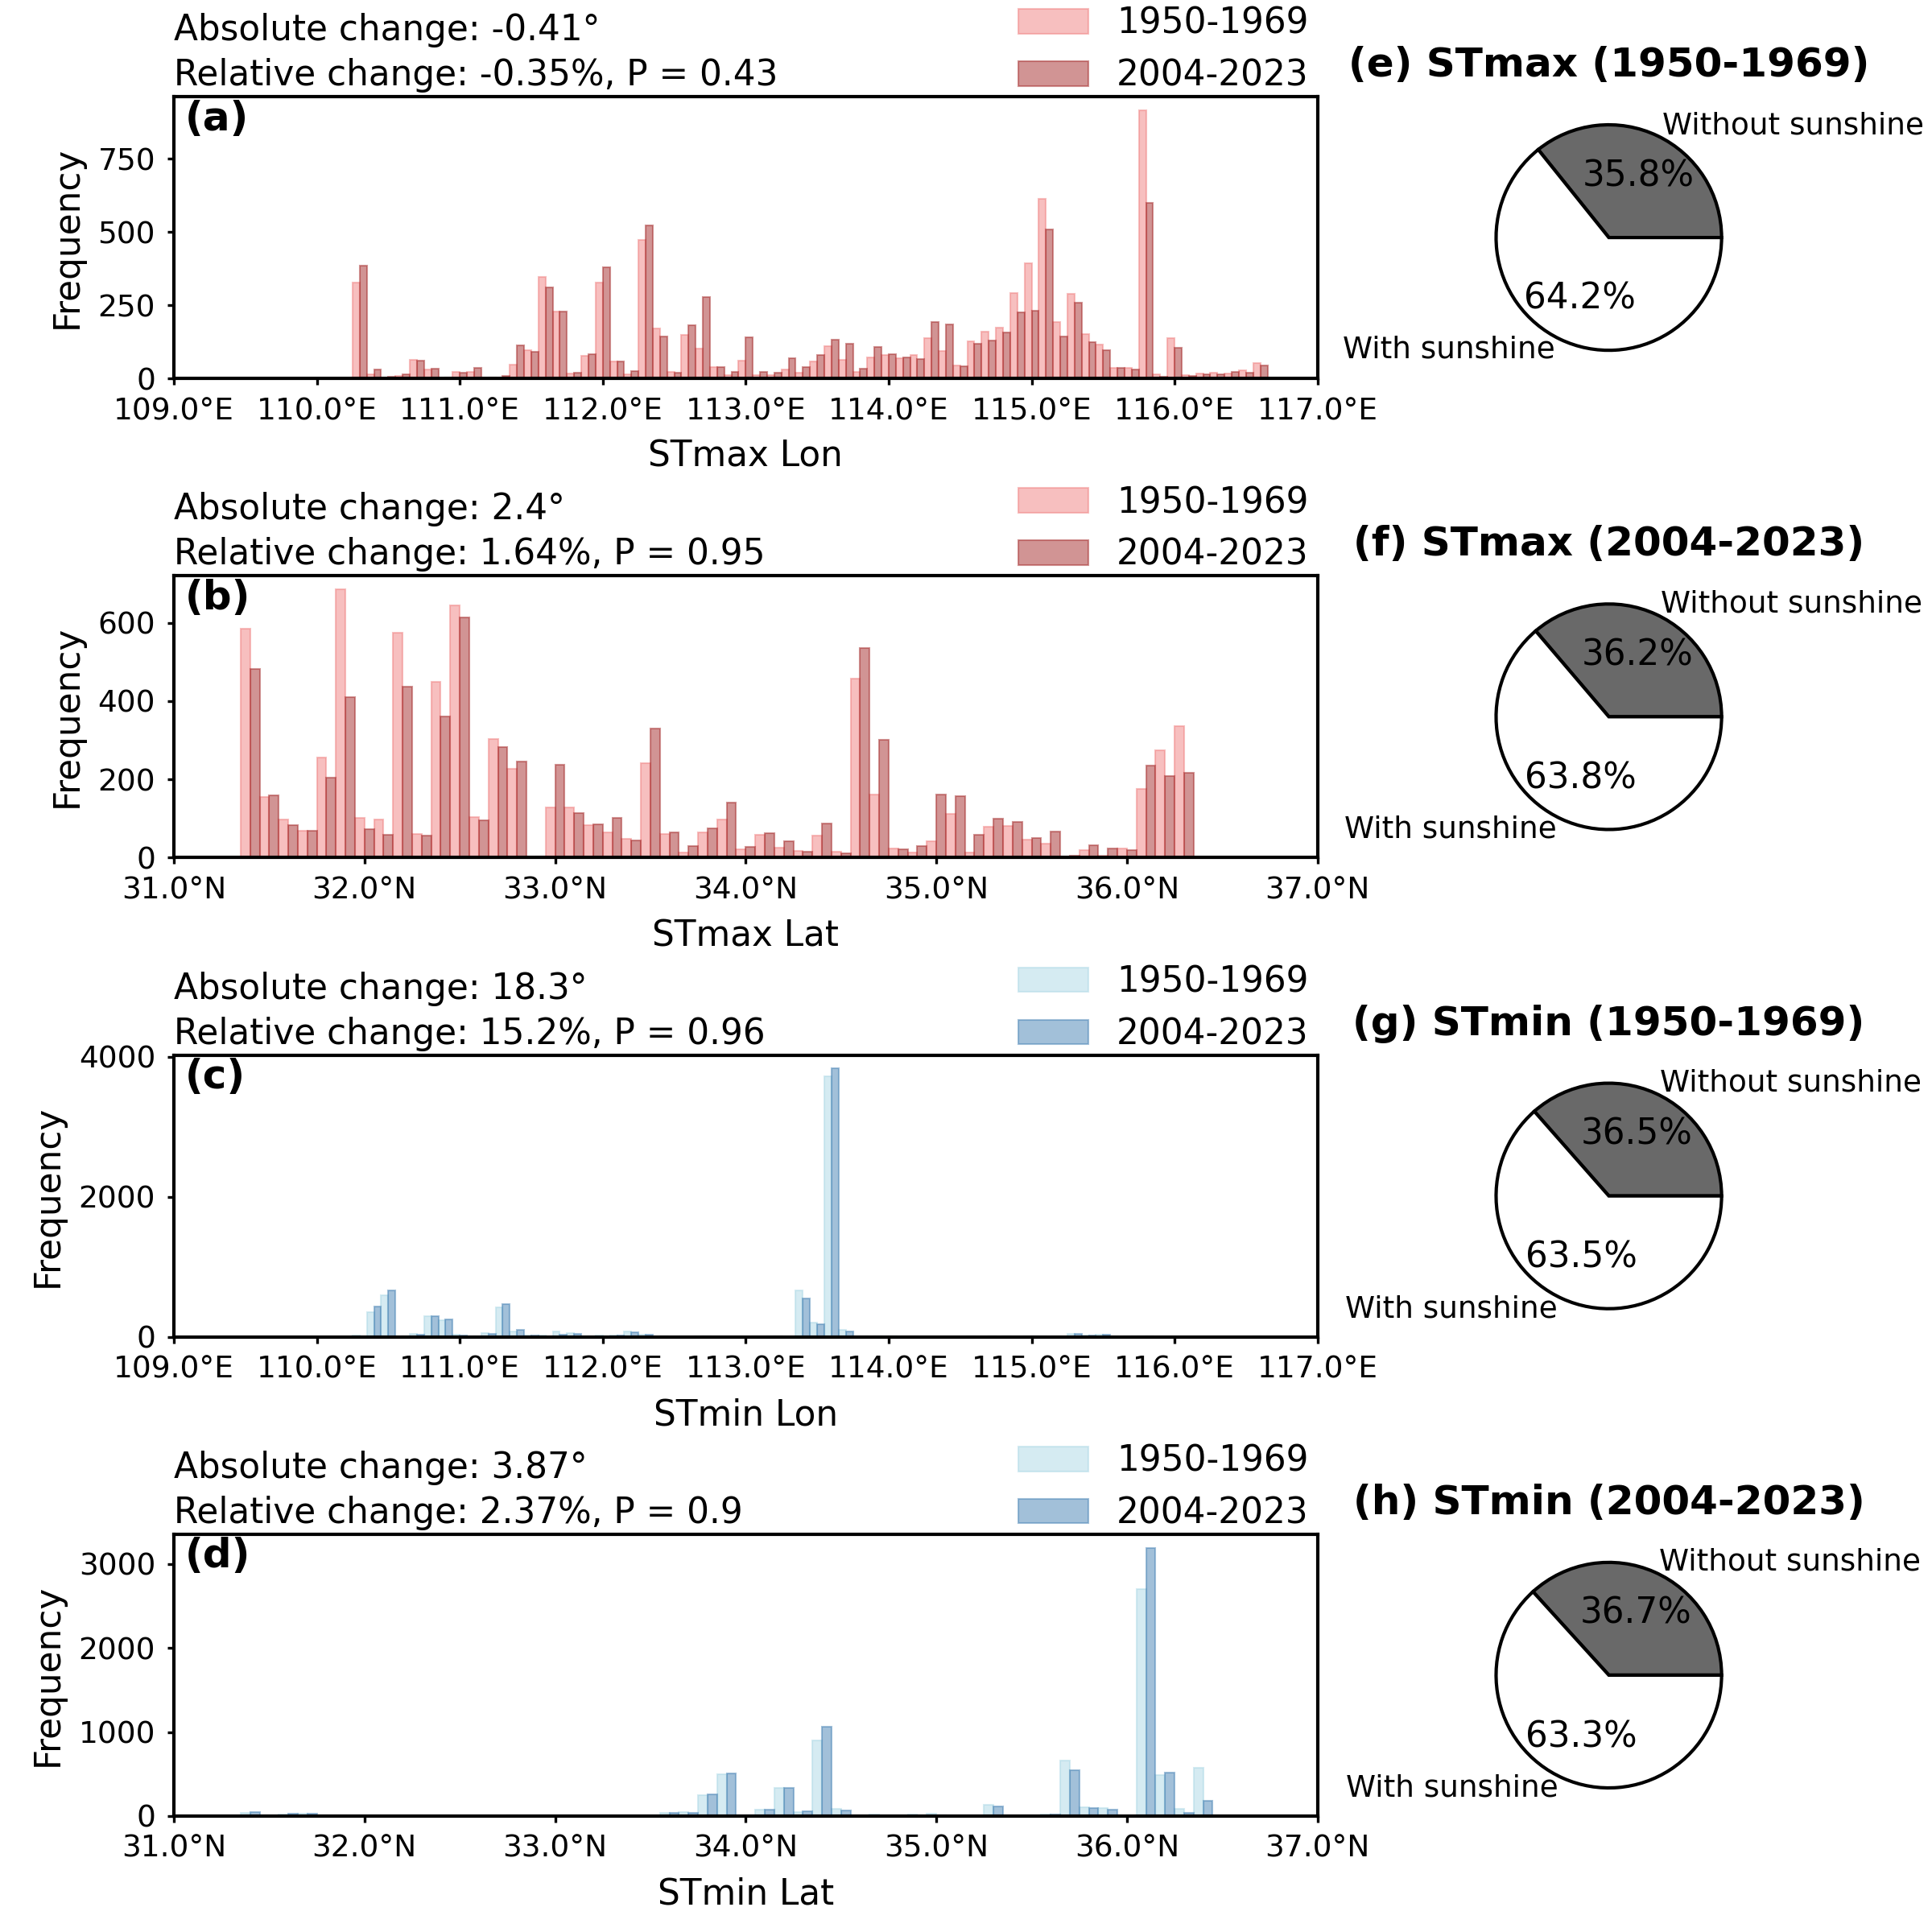 Absolute change: -0.41°
Relative change: -0.35%, P = 0.43
1950-1969
2004-2023
(a)
Frequency
750
500
250
0
109.0°E 110.0°E 111.0°E 112.0°E 113.0°E 114.0°E 115.0°E 116.0°E 117.0°E
STmax Lon
(e) STmax (1950-1969)
Without sunshine
35.8%
64.2%
With sunshine
Absolute change: 2.4°
Relative change: 1.64%, P = 0.95
1950-1969
2004-2023
(b)
Frequency
600
400
200
0
31.0°N 32.0°N 33.0°N 34.0°N 35.0°N 36.0°N 37.0°N
STmax Lat
(f) STmax (2004-2023)
Without sunshine
36.2%
63.8%
With sunshine
Absolute change: 18.3°
Relative change: 15.2%, P = 0.96
1950-1969
2004-2023
(c)
Frequency
4000
2000
0
109.0°E 110.0°E 111.0°E 112.0°E 113.0°E 114.0°E 115.0°E 116.0°E 117.0°E
STmin Lon
(g) STmin (1950-1969)
Without sunshine
36.5%
63.5%
With sunshine
Absolute change: 3.87°
Relative change: 2.37%, P = 0.9
1950-1969
2004-2023
(d)
Frequency
3000
2000
1000
0
31.0°N 32.0°N 33.0°N 34.0°N 35.0°N 36.0°N 37.0°N
STmin Lat
(h) STmin (2004-2023)
Without sunshine
36.7%
63.3%
With sunshine